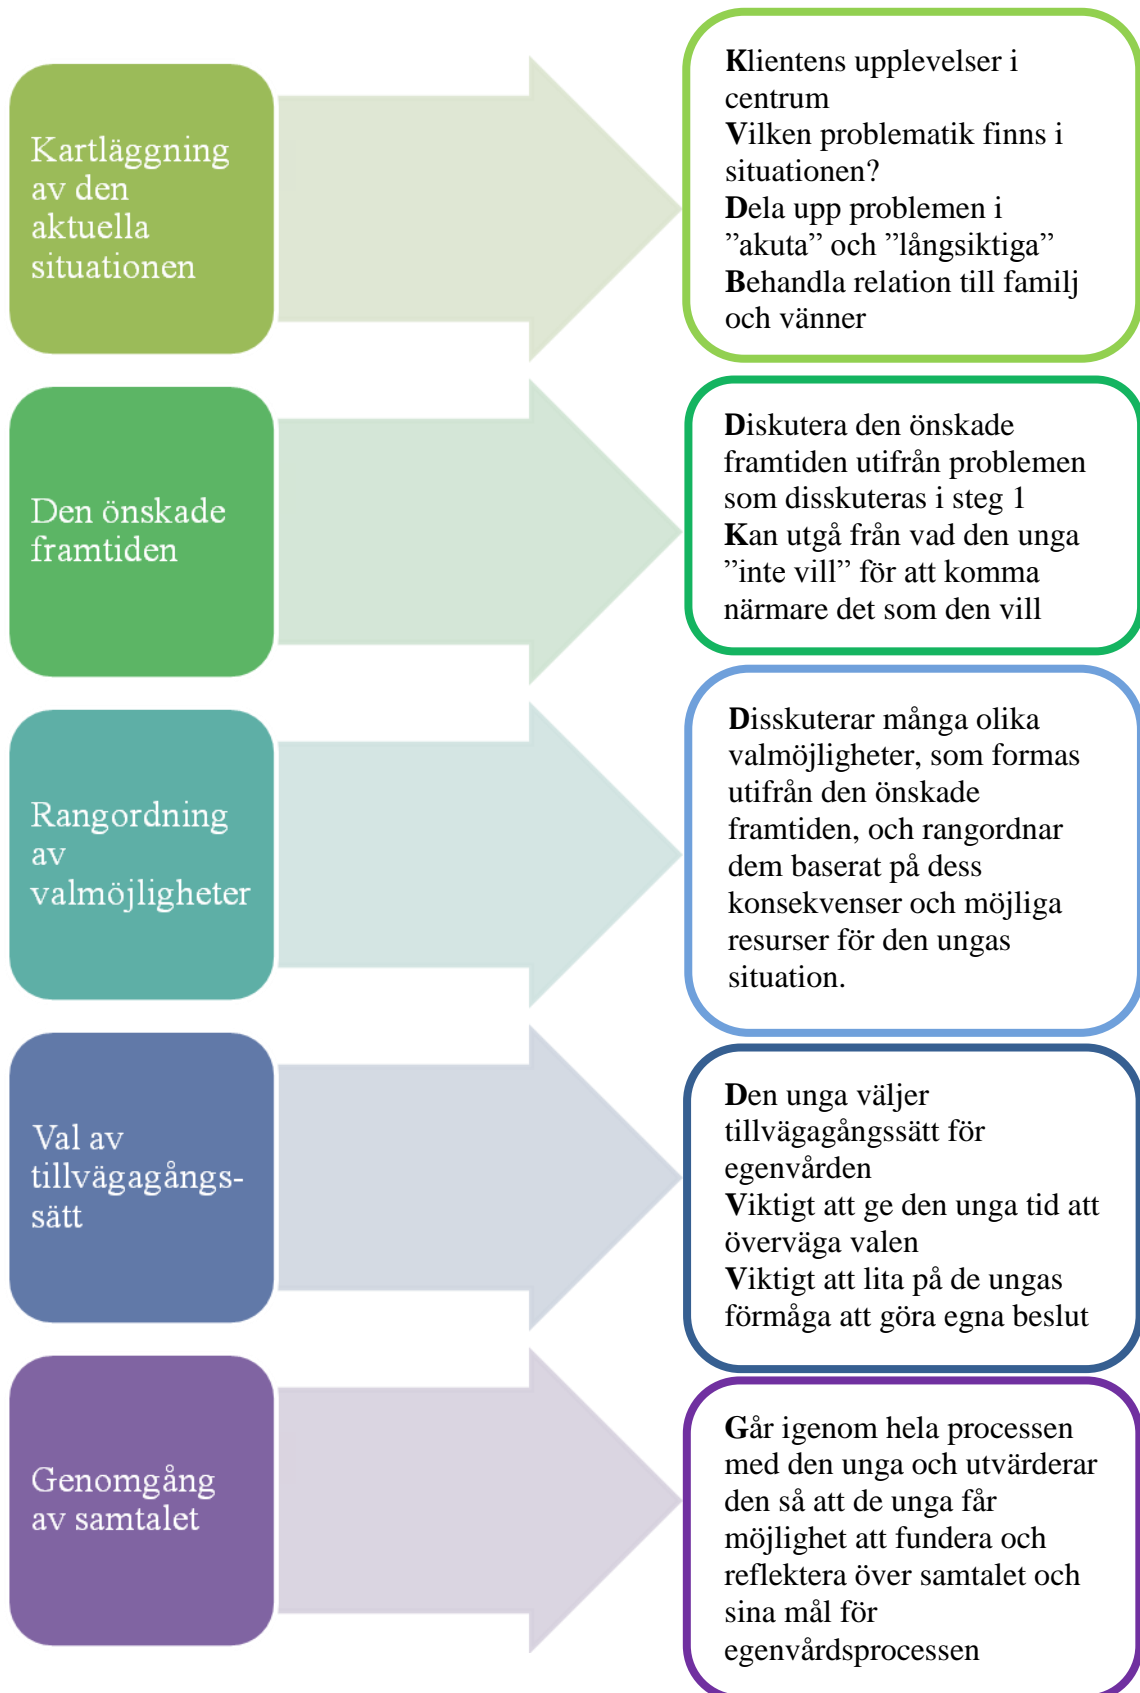 Kartläggning
av den
aktuella
situationen
Klientens upplevelser i
centrum
Vilken problematik finns i
situationen?
Dela upp problemen i
”akuta” och ”långsiktiga”
Behandla relation till familj
och vänner
Den önskade
framtiden
Diskutera den önskade
framtiden utifrån problemen
som disskuteras i steg 1
Kan utgå från vad den unga
”inte vill” för att komma
närmare det som den vill
Rangordning
av
valmöjligheter
Disskuterar många olika
valmöjligheter, som formas
utifrån den önskade
framtiden, och rangordnar
dem baserat på dess
konsekvenser och möjliga
resurser för den ungas
situation.
Val av
tillvägagångs-
sätt
Den unga väljer
tillvägagångssätt för
egenvården
Viktigt att ge den unga tid att
överväga valen
Viktigt att lita på de ungas
förmåga att göra egna beslut
Genomgång
av samtalet
Går igenom hela processen
med den unga och utvärderar
den så att de unga får
möjlighet att fundera och
reflektera över samtalet och
sina mål för
egenvårdsprocessen